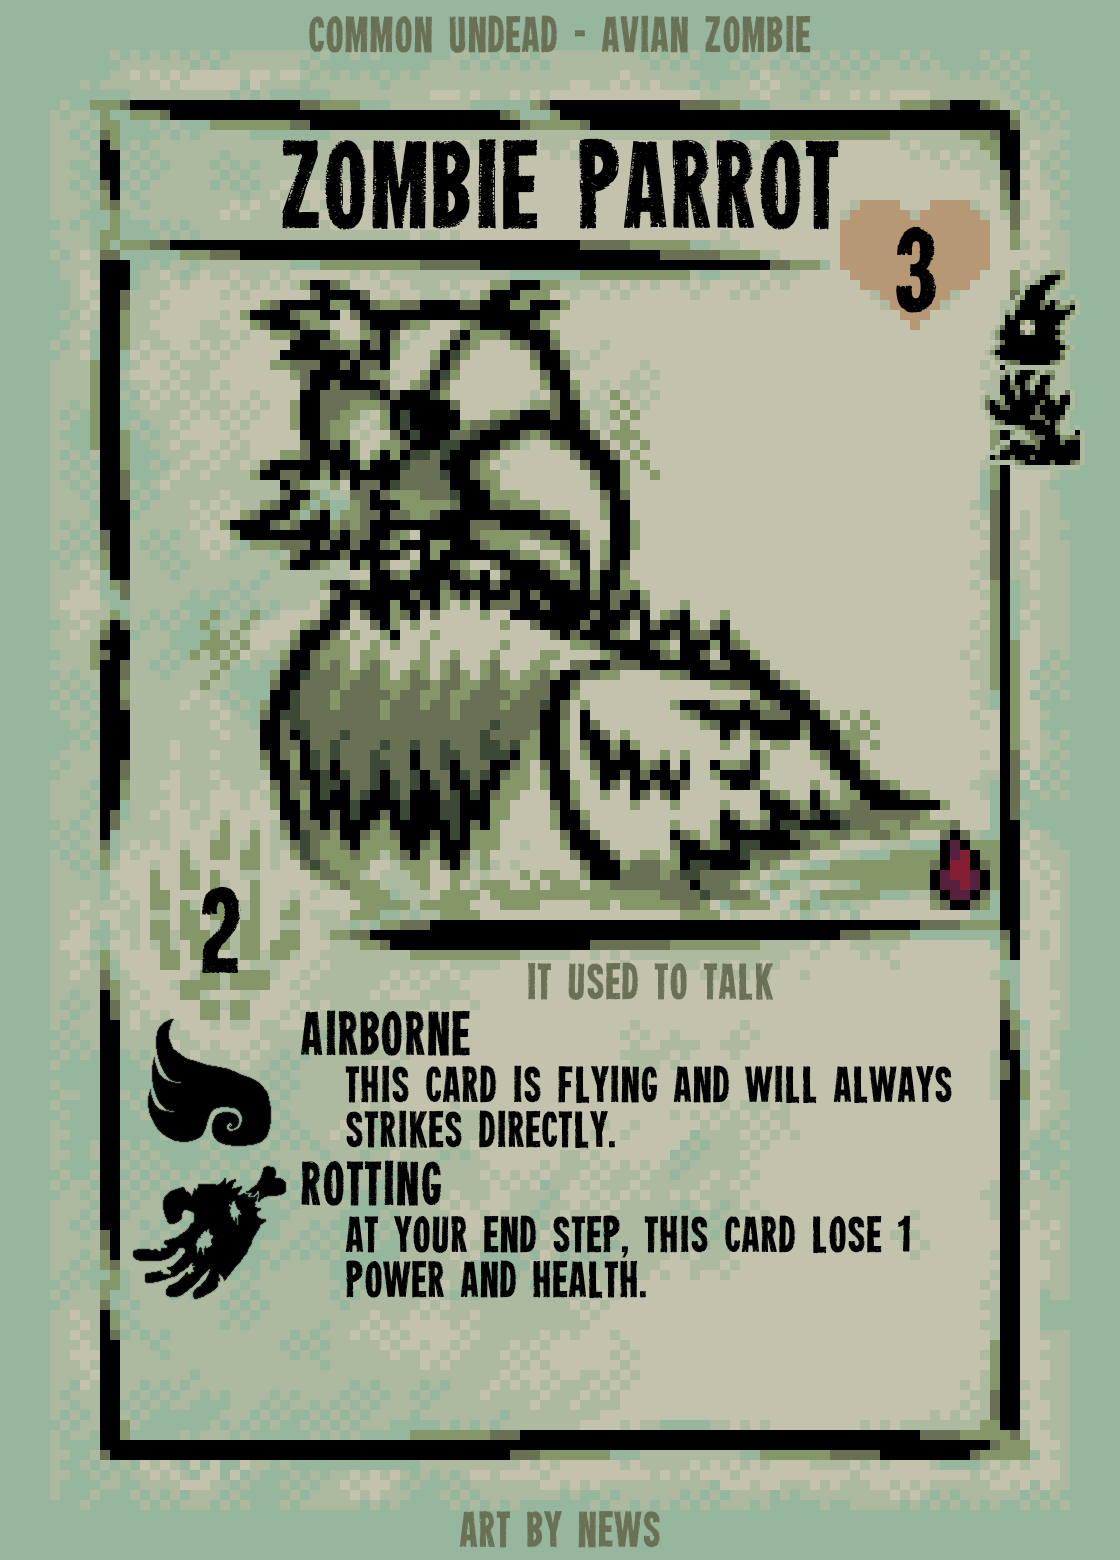 COMMON UNDEAD - AVIAN ZOMBIE
ZOMBIE PARROT
3
2
IT USED TO TALK
AIRBORNE
THIS CARD IS FLYING AND WILL ALWAYS
STRIKES DIRECTLY.
ROTTING
AT YOUR END STEP, THIS CARD LOSE 1
POWER AND HEALTH.
ART BY NEWS